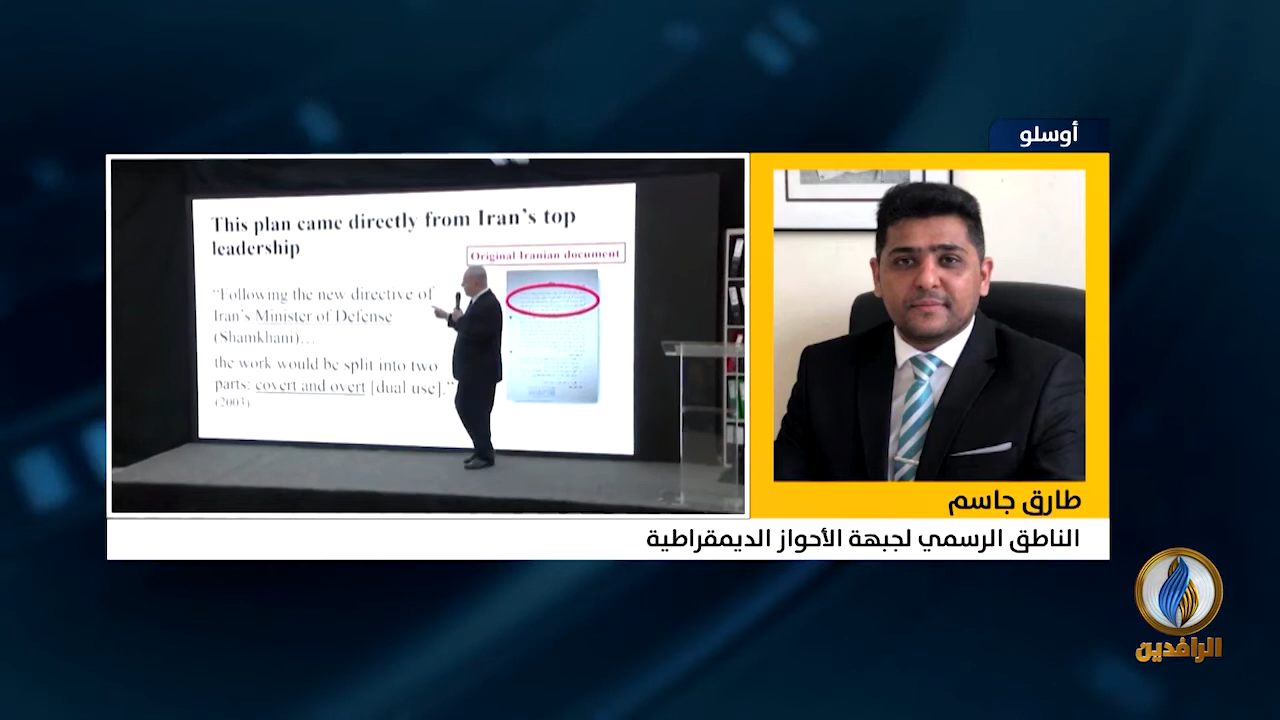 أوسلو
This plan came directly from Iran's top
leadership
Original Iranian document
“Following the new directive of
Iran's Minister of Defense
(Shamkhani)…
the work would be split into two
parts: covert and overt [dual use].”
(2003)
طارق جاسم
الناطق الرسمي لجبهة الأحواز الديمقراطية
الرافدين